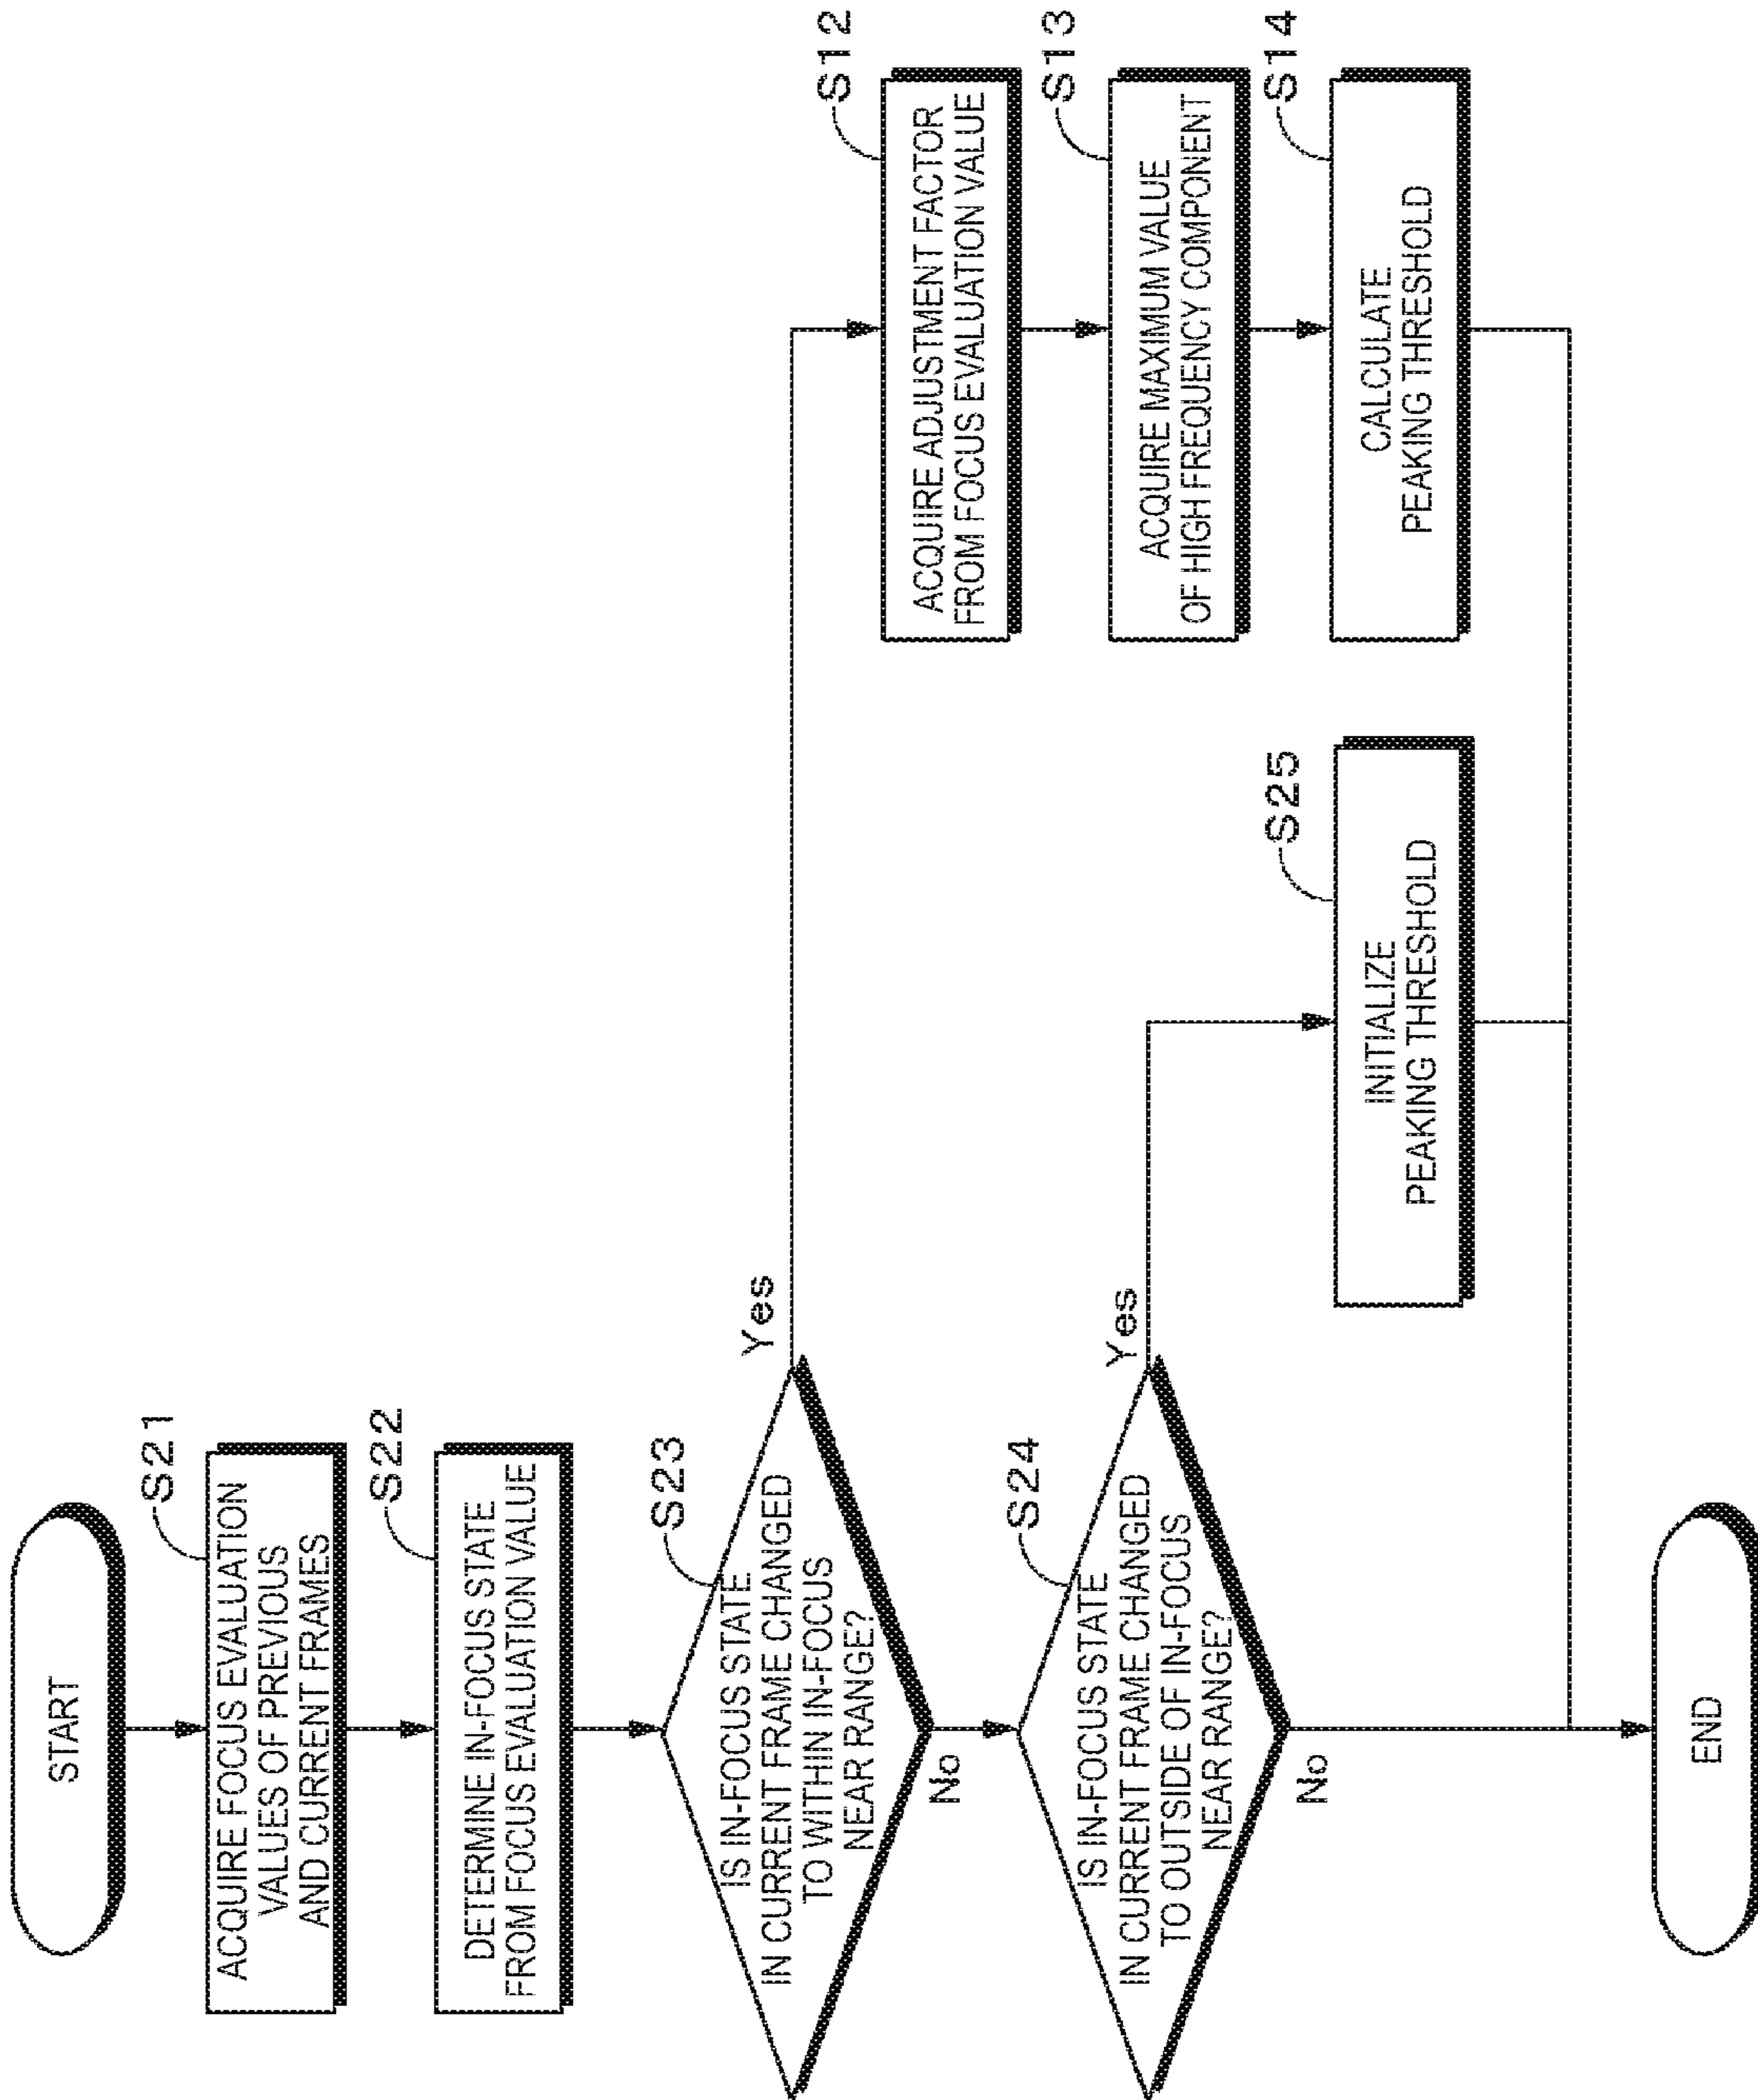 START
S21
ACQUIRE FOCUS EVALUATION
VALUES OF PREVIOUS
AND CURRENT FRAMES
S22
DETERMINE IN-FOCUS STATE
FROM FOCUS EVALUATION VALUE
S23
IS IN-FOCUS STATE
IN CURRENT FRAME CHANGED
TO WITHIN IN-FOCUS
NEAR RANGE?
Yes
No
S12
ACQUIRE ADJUSTMENT FACTOR
FROM FOCUS EVALUATION VALUE
S13
ACQUIRE MAXIMUM VALUE
OF HIGH FREQUENCY COMPONENT
S14
CALCULATE
PEAKING THRESHOLD
S24
IS IN-FOCUS STATE
IN CURRENT FRAME CHANGED
TO OUTSIDE OF IN-FOCUS
NEAR RANGE?
Yes
No
S25
INITIALIZE
PEAKING THRESHOLD
END